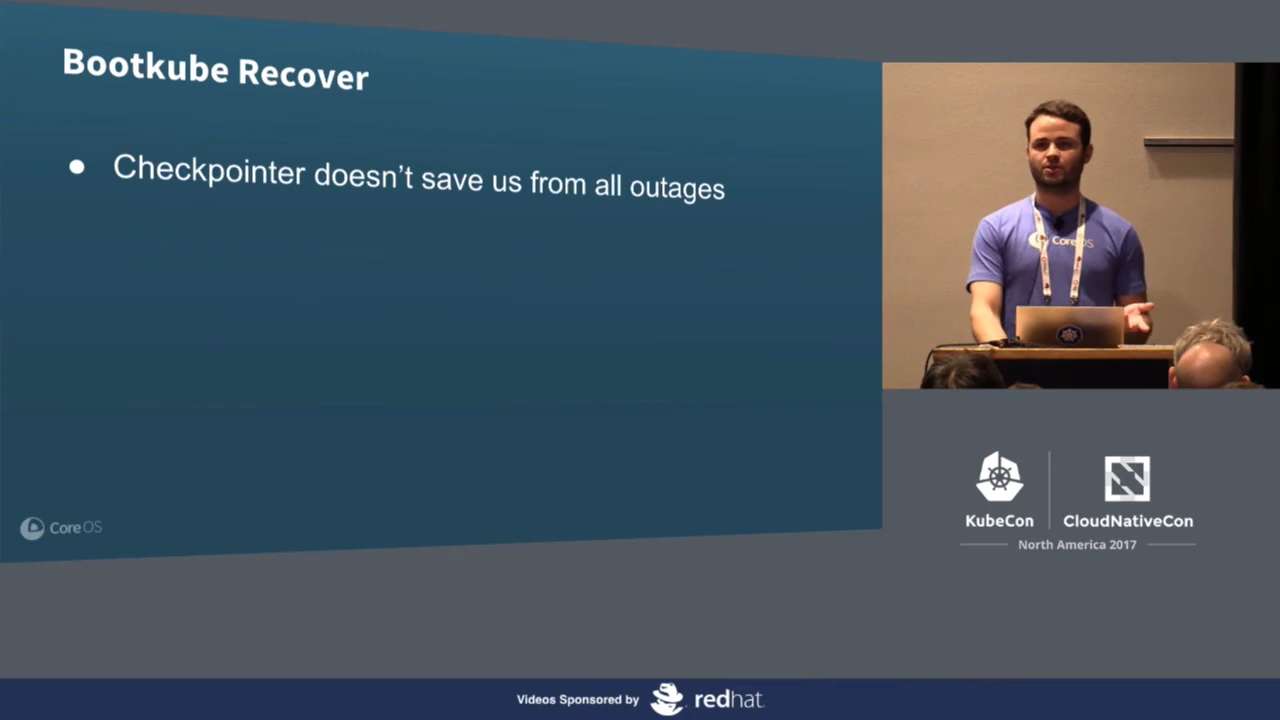 Bootkube Recover
● Checkpointer doesn't save us from all outages
CoreOS
CoreOS
KubeCon
CloudNativeCon
North America 2017
Videos Sponsored by redhat.